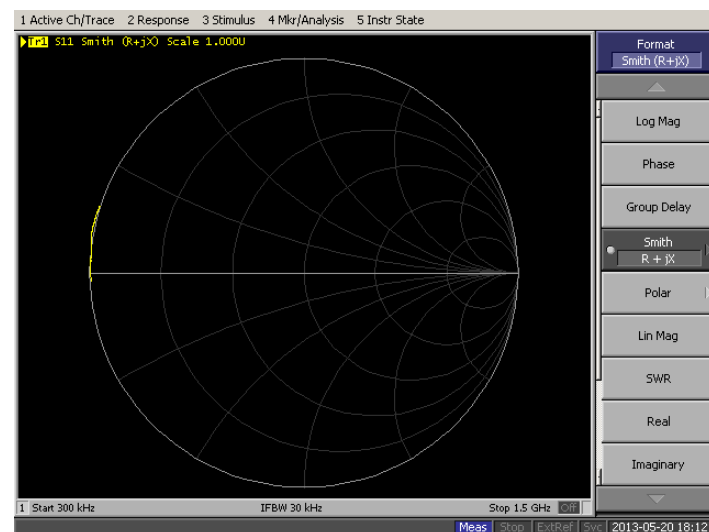 1 Active Ch/Trace 2 Response 3 Stimulus 4 Mkr/Analysis 5 Instr State
Tr1 S11 Smith (R+jX) Scale 1.000U
Format
Smith (R+jX)
Log Mag
Phase
Group Delay
Smith
R + jX
Polar
Lin Mag
SWR
Real
Imaginary
1 Start 300 kHz IFBW 30 kHz Stop 1.5 GHz Off
Meas Stop ExtRef Svc 2013-05-20 18:12